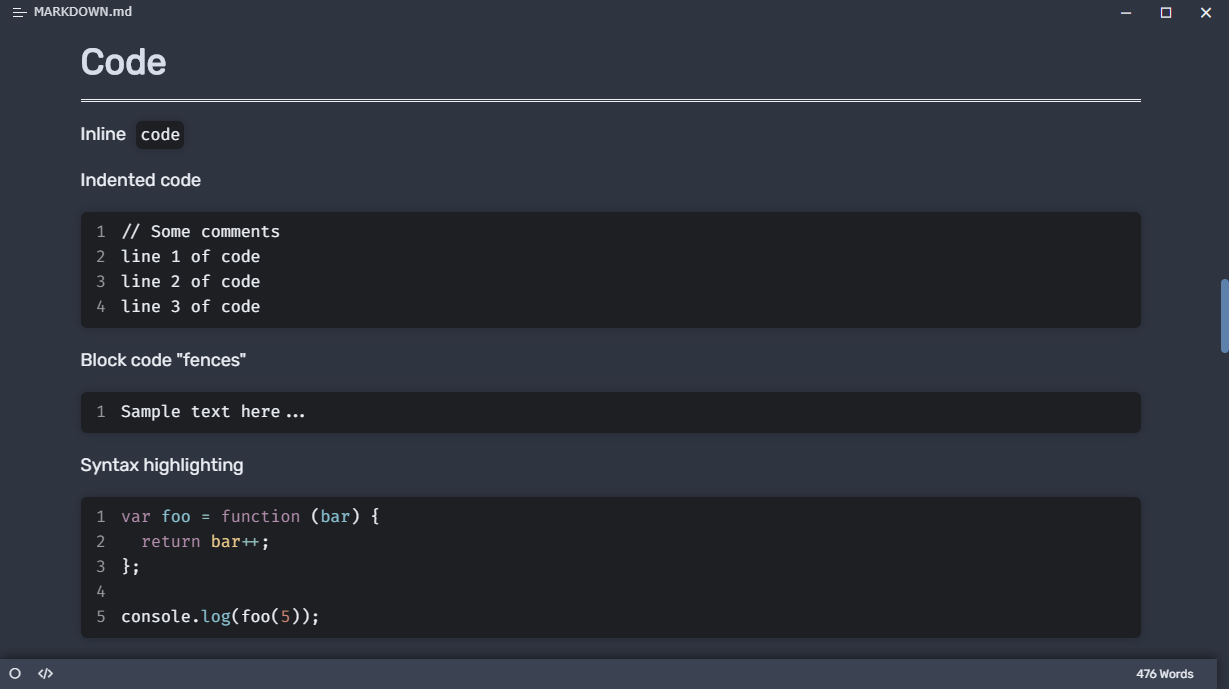 MARKDOWN.md
Code
Inline code
Indented code
1 // Some comments
2 line 1 of code
3 line 2 of code
4 line 3 of code
Block code "fences"
1 Sample text here...
Syntax highlighting
1 var foo = function (bar) {
2   return bar++;
3 };
4
5 console.log(foo(5));
</> 476 Words